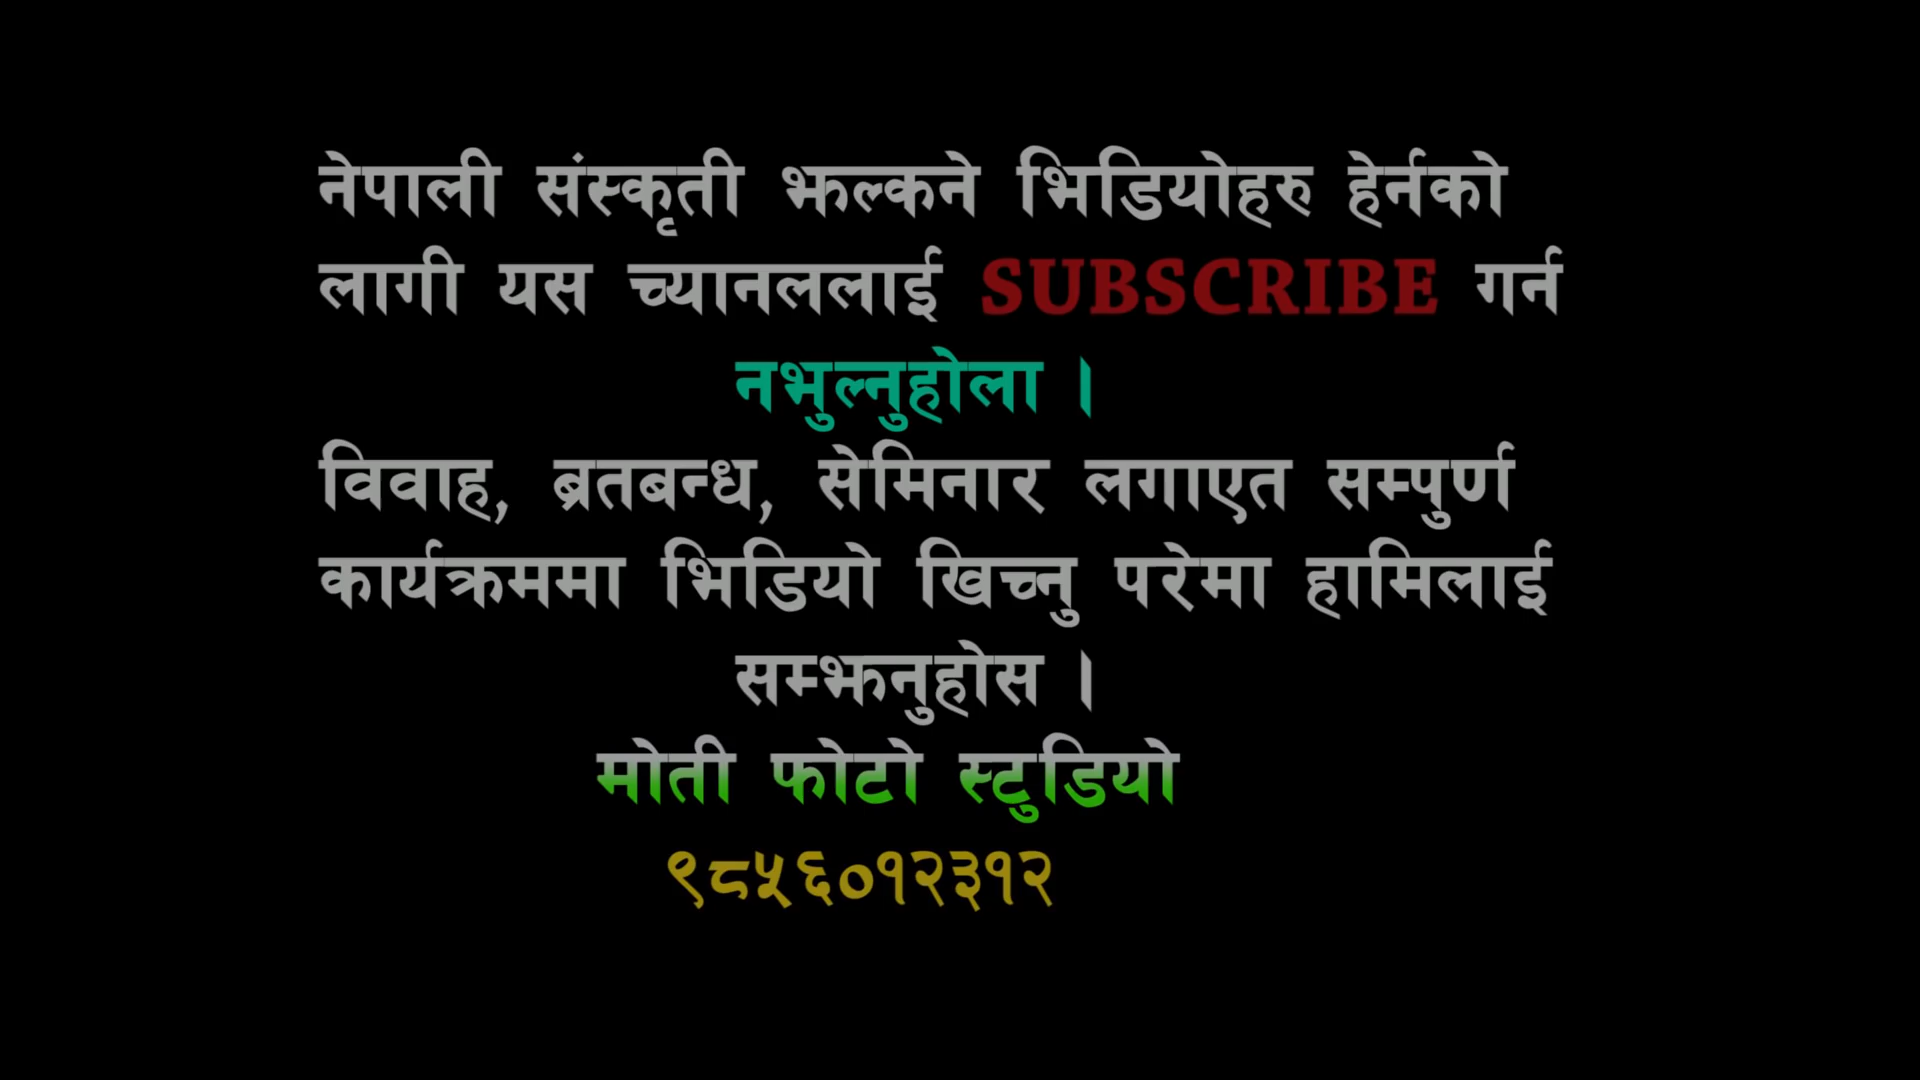 नेपाली संस्कृती झल्कने भिडियोहरु हेर्नको
लागी यस च्यानललाई SUBSCRIBE गर्न
नभुल्नुहोला ।
विवाह, ब्रतबन्ध, सेमिनार लगाएत सम्पुर्ण
कार्यक्रममा भिडियो खिच्नु परेमा हामिलाई
सम्झनुहोस ।
मोती फोटो स्टुडियो
९८५६०१२३१२